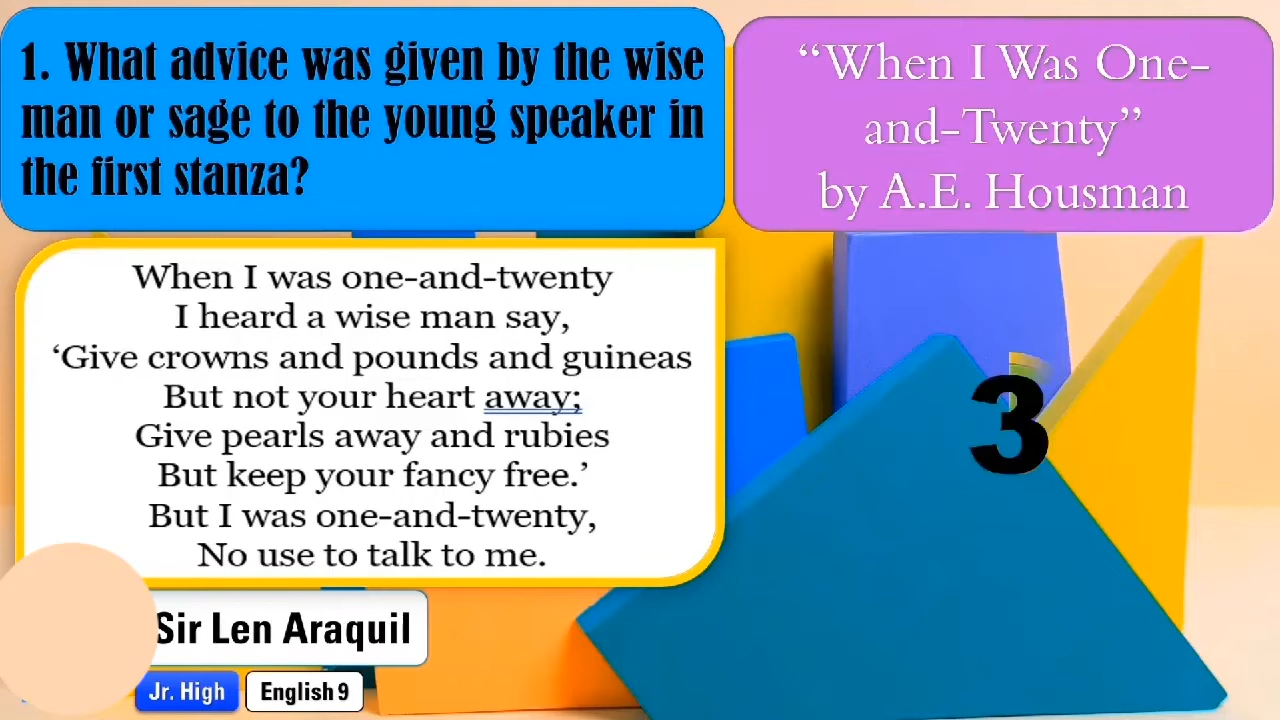 1. What advice was given by the wise
man or sage to the young speaker in
the first stanza?
“When I Was One-
and-Twenty”
by A.E. Housman
When I was one-and-twenty
I heard a wise man say,
‘Give crowns and pounds and guineas
But not your heart away;
Give pearls away and rubies
But keep your fancy free.’
But I was one-and-twenty,
No use to talk to me.
3
Sir Len Araquil
Jr. High
English 9